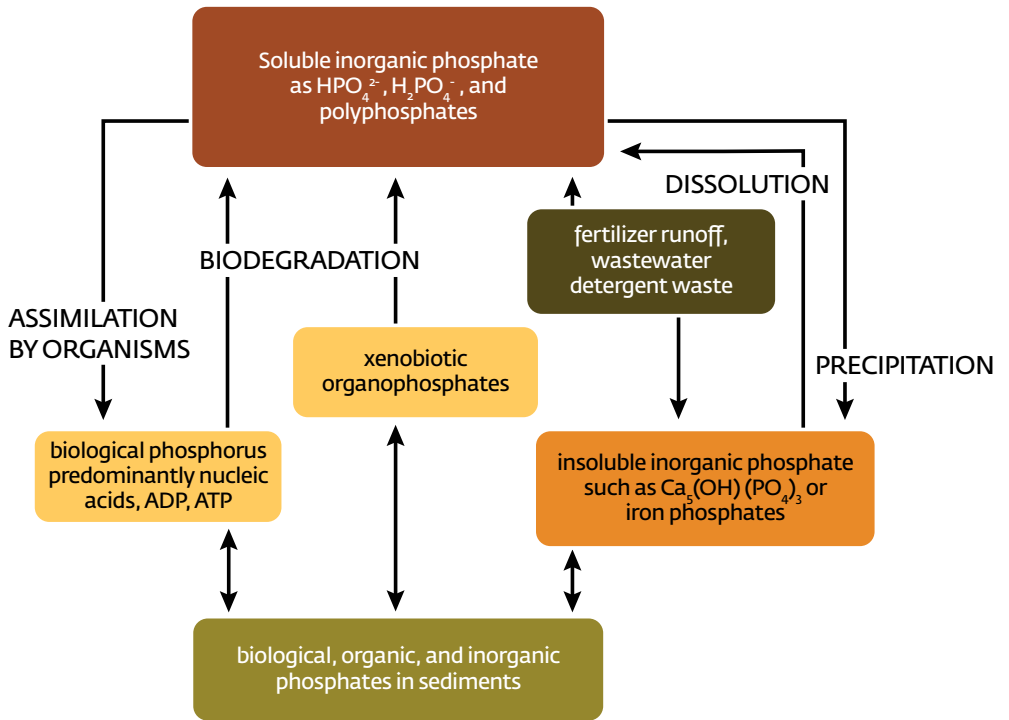 Soluble inorganic phosphate
as HPO₄²⁻, H₂PO₄⁻, and
polyphosphates
DISSOLUTION
fertilizer runoff,
wastewater
detergent waste
BIODEGRADATION
ASSIMILATION
BY ORGANISMS
xenobiotic
organophosphates
PRECIPITATION
biological phosphorus
predominantly nucleic
acids, ADP, ATP
insoluble inorganic phosphate
such as Ca₅(OH) (PO₄)₃ or
iron phosphates
biological, organic, and inorganic
phosphates in sediments